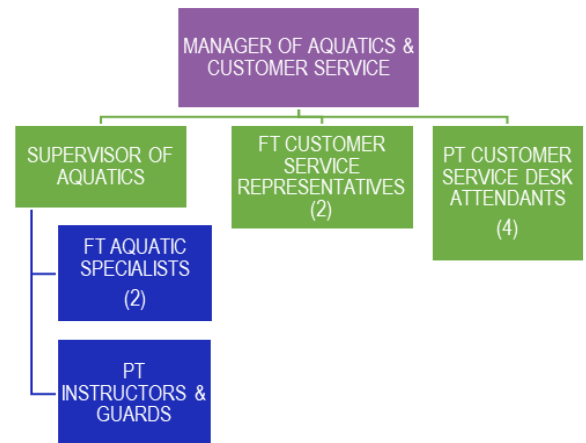 MANAGER OF AQUATICS &
CUSTOMER SERVICE
SUPERVISOR OF
AQUATICS
FT CUSTOMER
SERVICE
REPRESENTATIVES
(2)
PT CUSTOMER
SERVICE DESK
ATTENDANTS
(4)
FT AQUATIC
SPECIALISTS
(2)
PT
INSTRUCTORS &
GUARDS